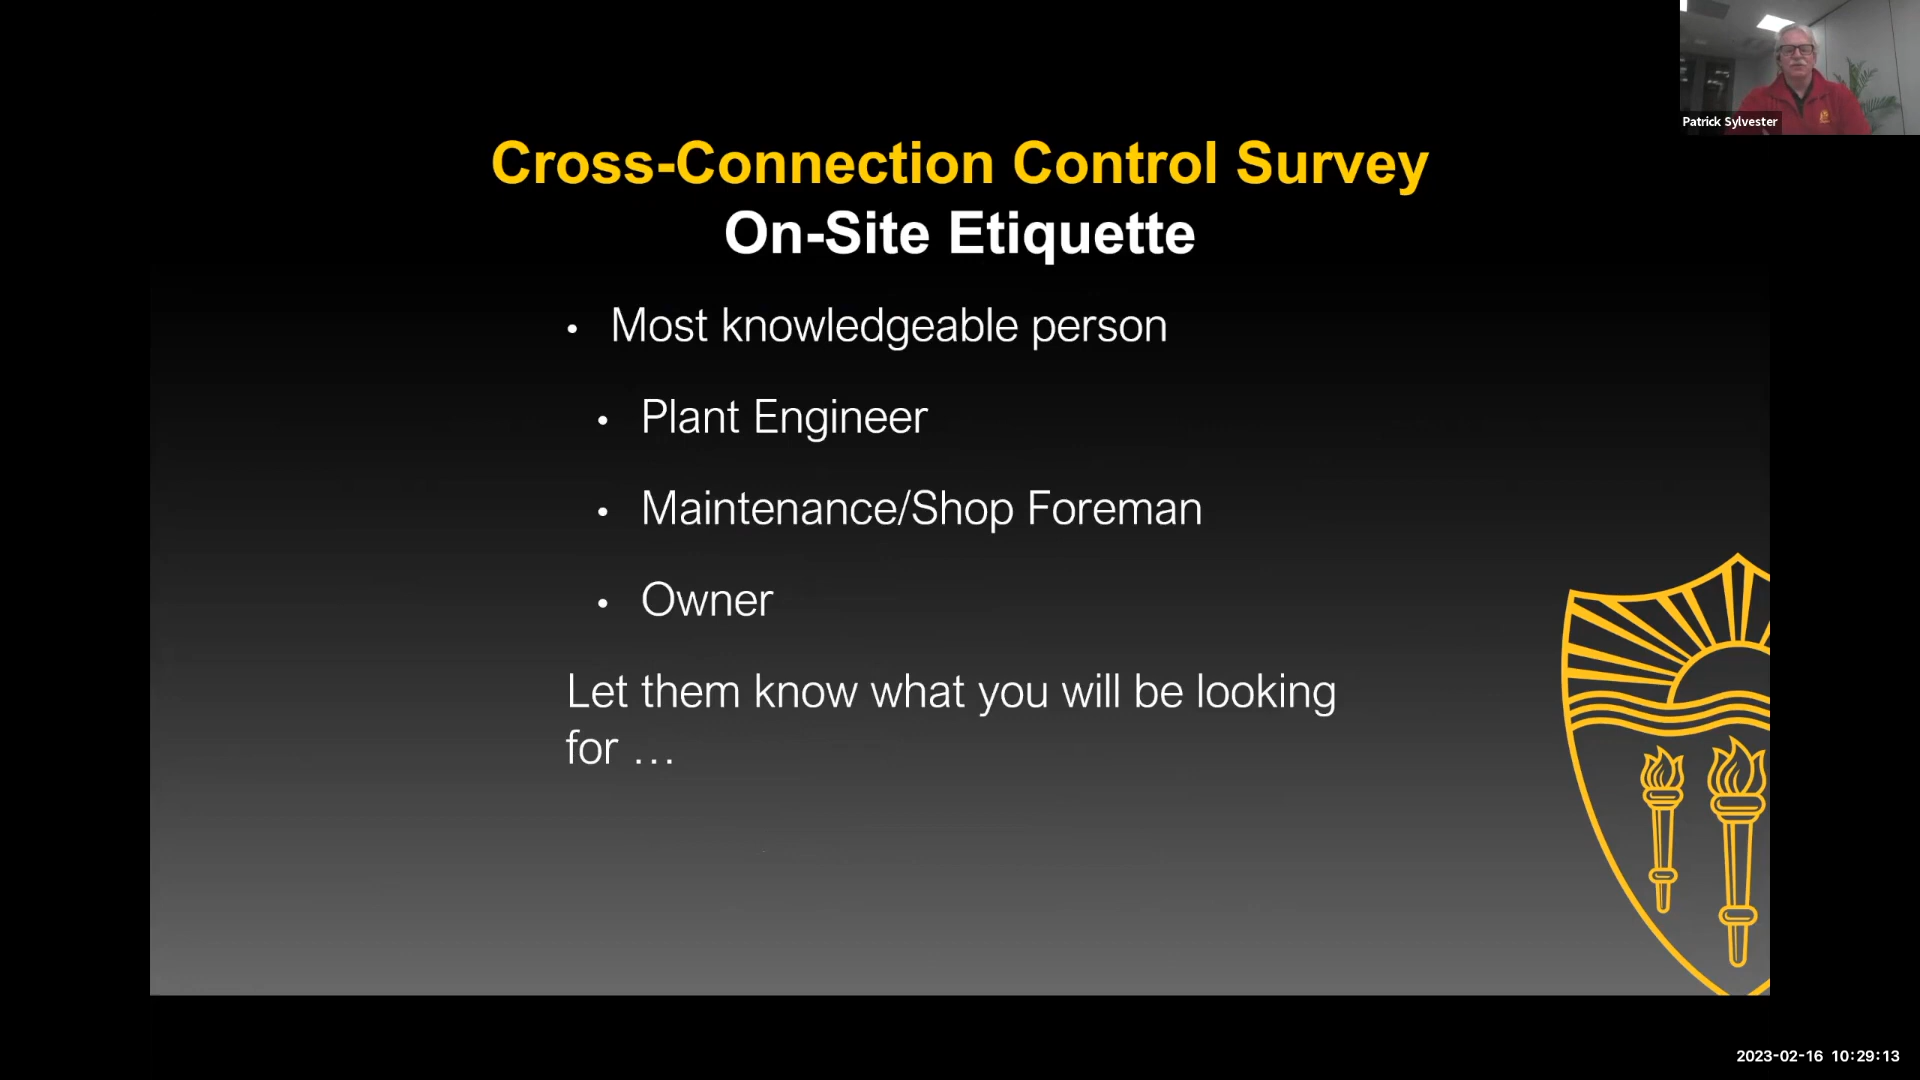 Patrick Sylvester
Cross-Connection Control Survey
On-Site Etiquette
• Most knowledgeable person
• Plant Engineer
• Maintenance/Shop Foreman
• Owner
Let them know what you will be looking
for …
2023-02-16 10:29:13